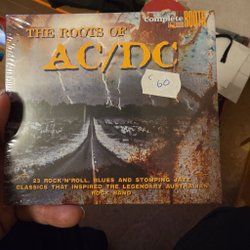 THE ROOTS OF
AC/DC
complete
ROOTS
60
23 ROCK'N'ROLL, BLUES AND STOMPING JAZZ
CLASSICS THAT INSPIRED THE LEGENDARY AUSTRALIAN
ROCK BAND